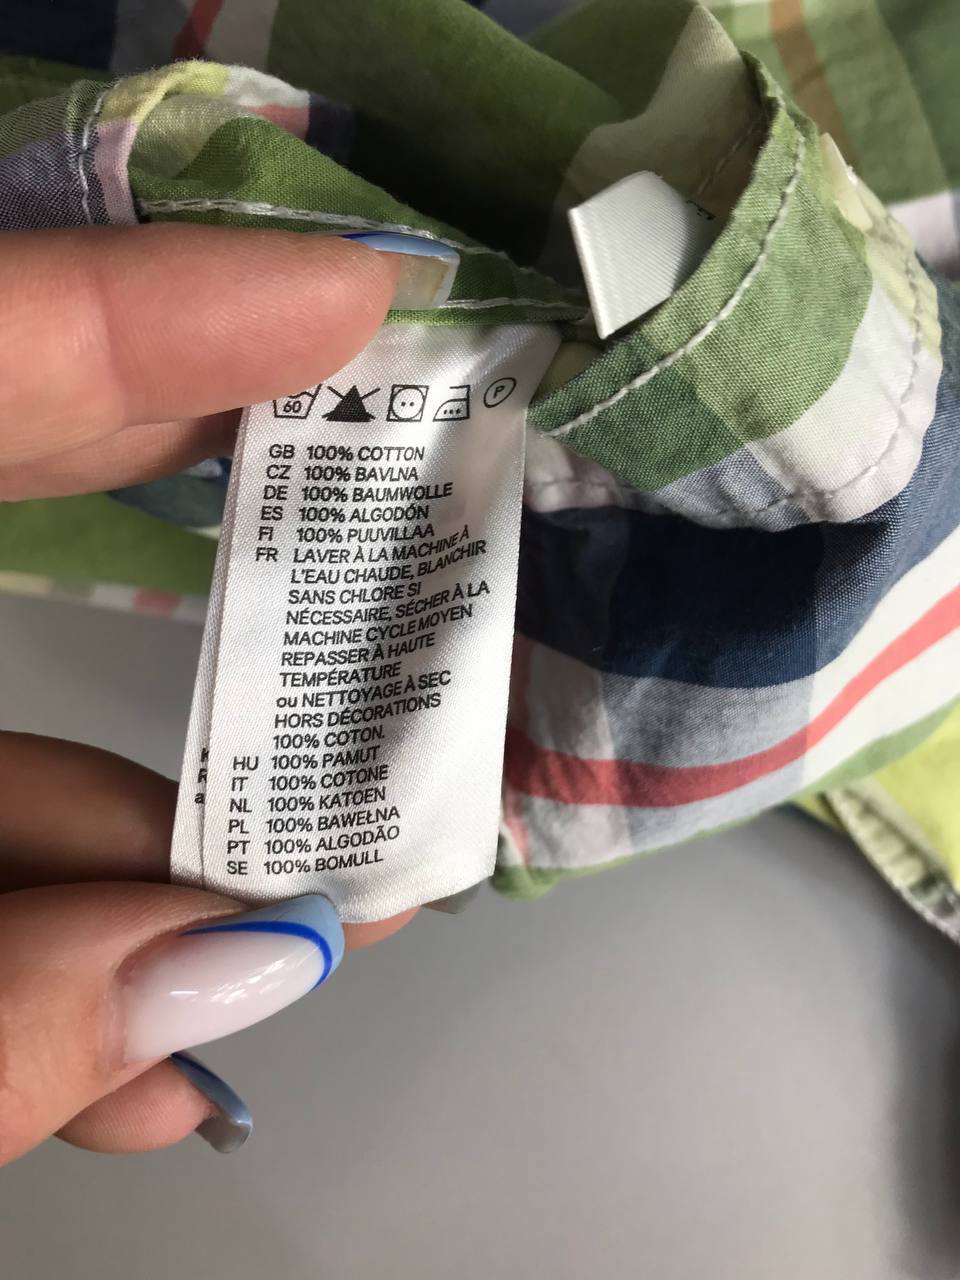 60
P
GB 100% COTTON
CZ 100% BAVLNA
DE 100% BAUMWOLLE
ES 100% ALGODÓN
FI 100% PUUVILLAA
FR LAVER À LA MACHINE À
L'EAU CHAUDE, BLANCHIR
SANS CHLORE SI
NÉCESSAIRE, SÉCHER À LA
MACHINE CYCLE MOYEN
REPASSER À HAUTE
TEMPÉRATURE
ou NETTOYAGE À SEC
HORS DÉCORATIONS
100% COTON.
HU 100% PAMUT
IT 100% COTONE
NL 100% KATOEN
PL 100% BAWEŁNA
PT 100% ALGODÃO
SE 100% BOMULL